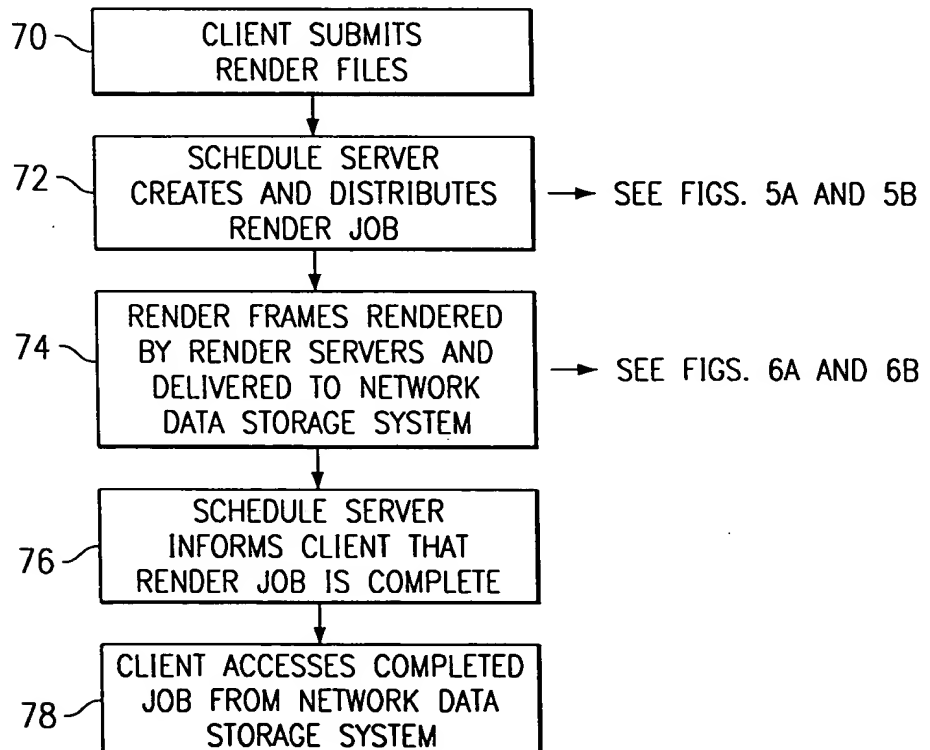 70
CLIENT SUBMITS
RENDER FILES
72
SCHEDULE SERVER
CREATES AND DISTRIBUTES
RENDER JOB
SEE FIGS. 5A AND 5B
74
RENDER FRAMES RENDERED
BY RENDER SERVERS AND
DELIVERED TO NETWORK
DATA STORAGE SYSTEM
SEE FIGS. 6A AND 6B
76
SCHEDULE SERVER
INFORMS CLIENT THAT
RENDER JOB IS COMPLETE
78
CLIENT ACCESSES COMPLETED
JOB FROM NETWORK DATA
STORAGE SYSTEM